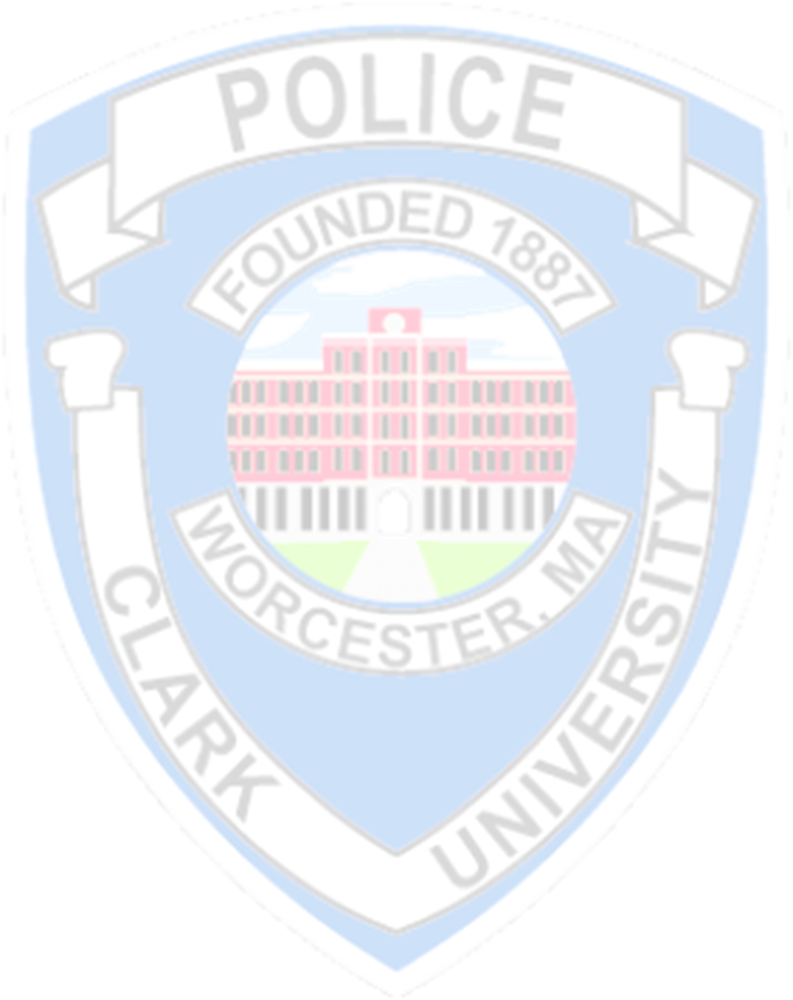 POLICE
FOUNDED 1887
WORCESTER, MA
CLARK UNIVERSITY